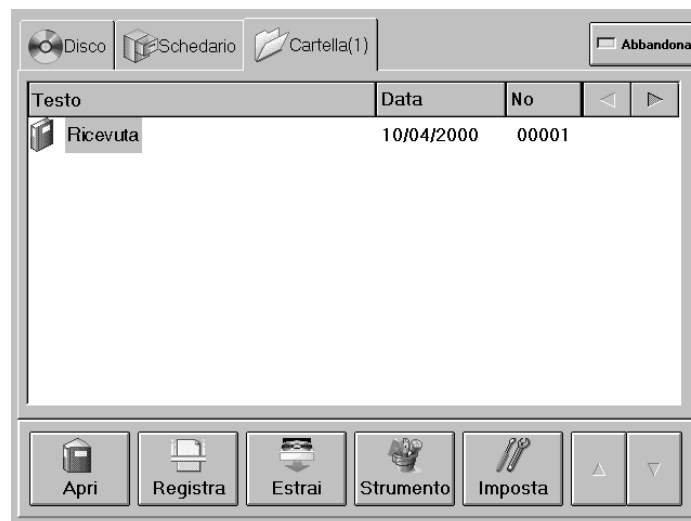 Disco Schedario Cartella(1) Abbandona
Testo Data No
Ricevuta 10/04/2000 00001
Apri Registra Estrai Strumento Imposta